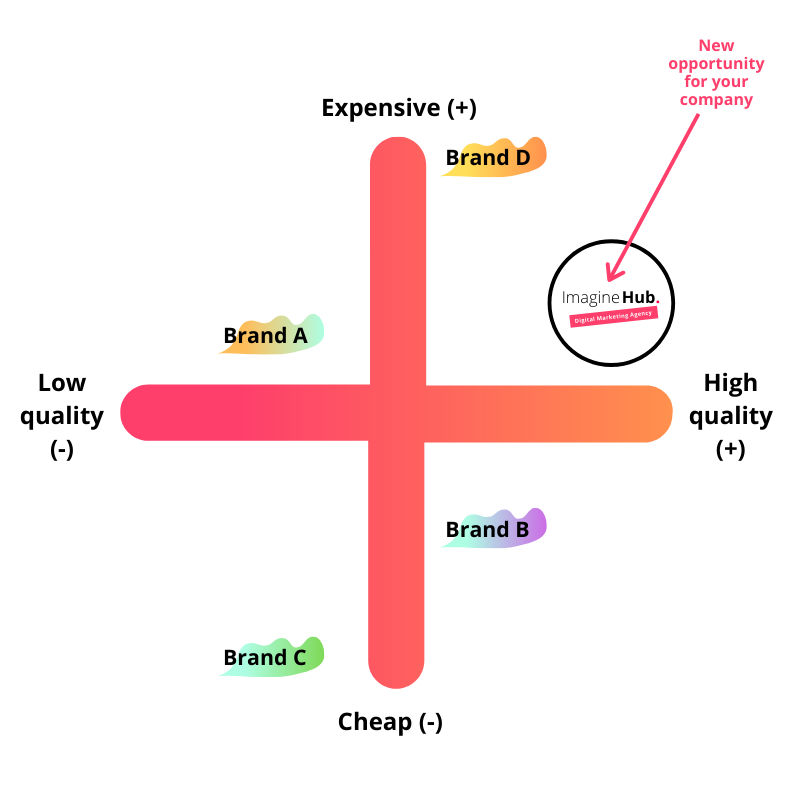 New
opportunity
for your
company
Expensive (+)
Brand D
ImagineHub.
Digital Marketing Agency
Brand A
Low
quality
(-)
High
quality
(+)
Brand B
Brand C
Cheap (-)